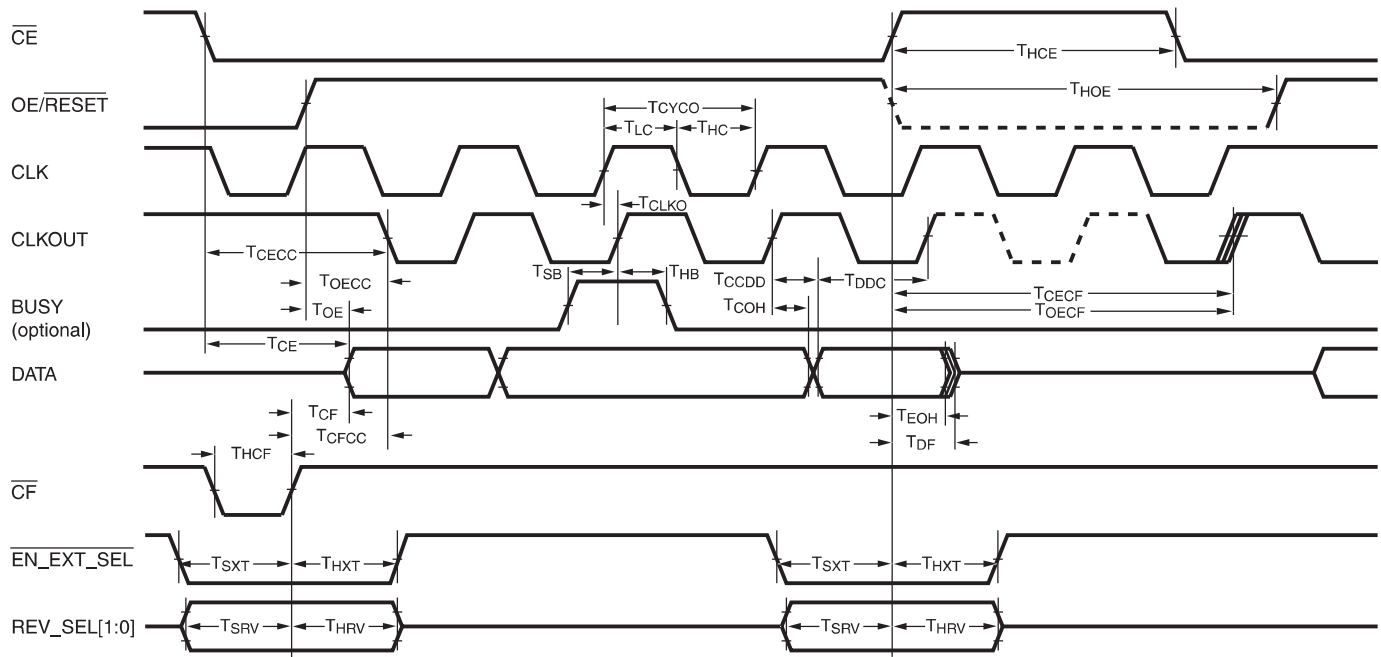 CE
THCE
OE/RESET
THOE
TCYCO
TLC
THC
CLK
TCLKO
CLKOUT
TCECC
TSB
THB
TCCDD
TDDC
TOECC
TCECF
TCOH
TOECF
BUSY
(optional)
TOE
TCE
DATA
TCF
TEOH
TCFCC
TDF
THCF
CF
EN_EXT_SEL
TSXT
THXT
TSXT
THXT
REV_SEL[1:0]
TSRV
THRV
TSRV
THRV